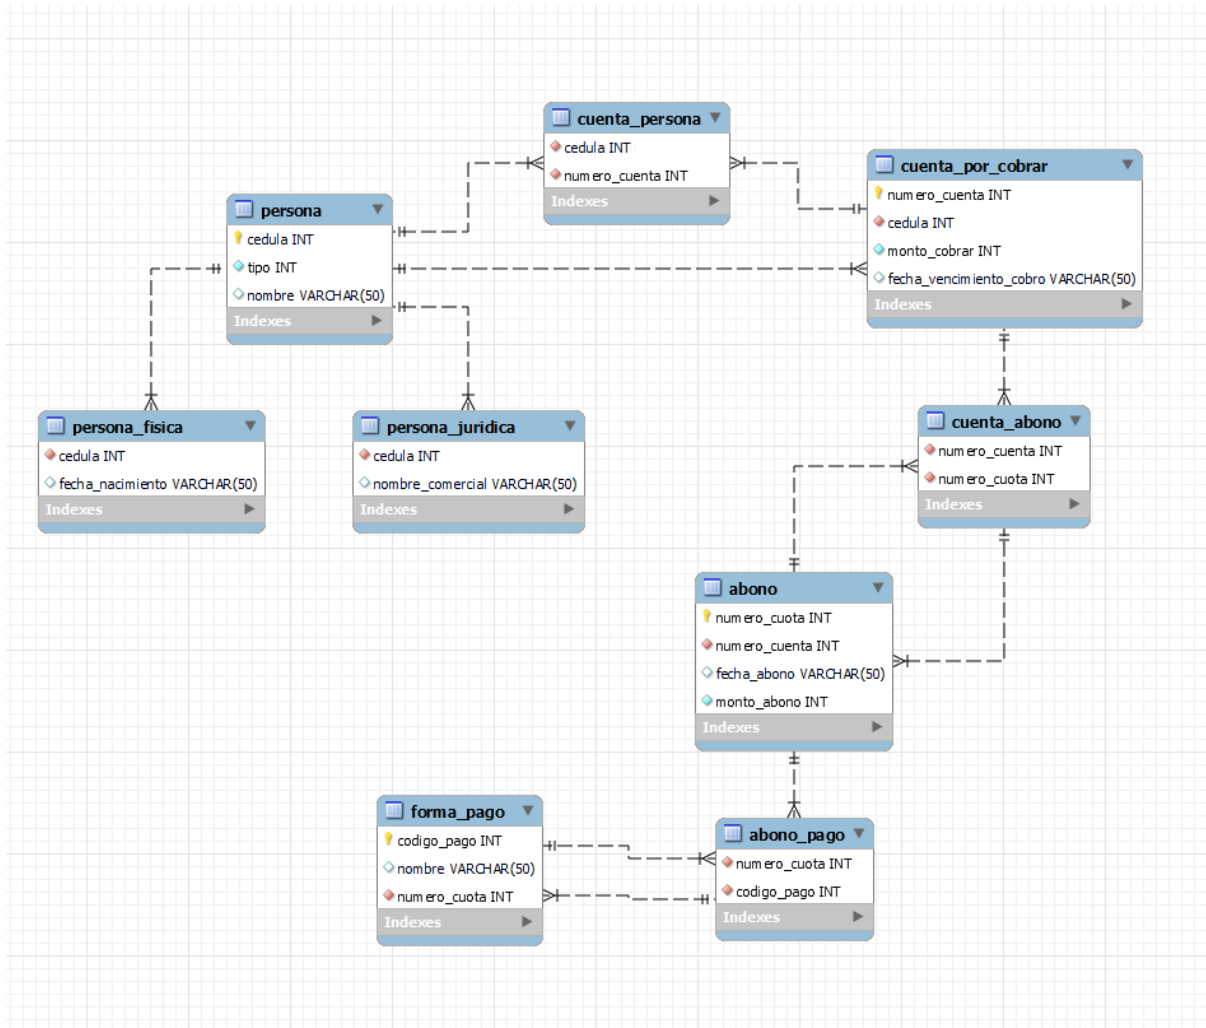 cuenta_persona
cedula INT
numero_cuenta INT
Indexes
cuenta_por_cobrar
numero_cuenta INT
cedula INT
monto_cobrar INT
fecha_vencimiento_cobro VARCHAR(50)
Indexes
persona
cedula INT
tipo INT
nombre VARCHAR(50)
Indexes
persona_fisica
cedula INT
fecha_nacimiento VARCHAR(50)
Indexes
persona_juridica
cedula INT
nombre_comercial VARCHAR(50)
Indexes
cuenta_abono
numero_cuenta INT
numero_cuota INT
Indexes
abono
numero_cuota INT
numero_cuenta INT
fecha_abono VARCHAR(50)
monto_abono INT
Indexes
forma_pago
codigo_pago INT
nombre VARCHAR(50)
numero_cuota INT
Indexes
abono_pago
numero_cuota INT
codigo_pago INT
Indexes